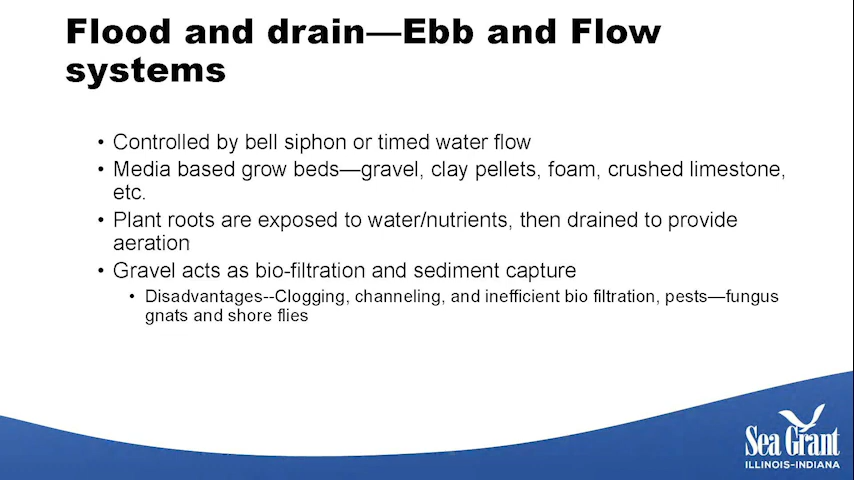 Flood and drain—Ebb and Flow
systems
• Controlled by bell siphon or timed water flow
• Media based grow beds—gravel, clay pellets, foam, crushed limestone,
etc.
• Plant roots are exposed to water/nutrients, then drained to provide
aeration
• Gravel acts as bio-filtration and sediment capture
• Disadvantages--Clogging, channeling, and inefficient bio filtration, pests—fungus
gnats and shore flies
Sea Grant
ILLINOIS-INDIANA